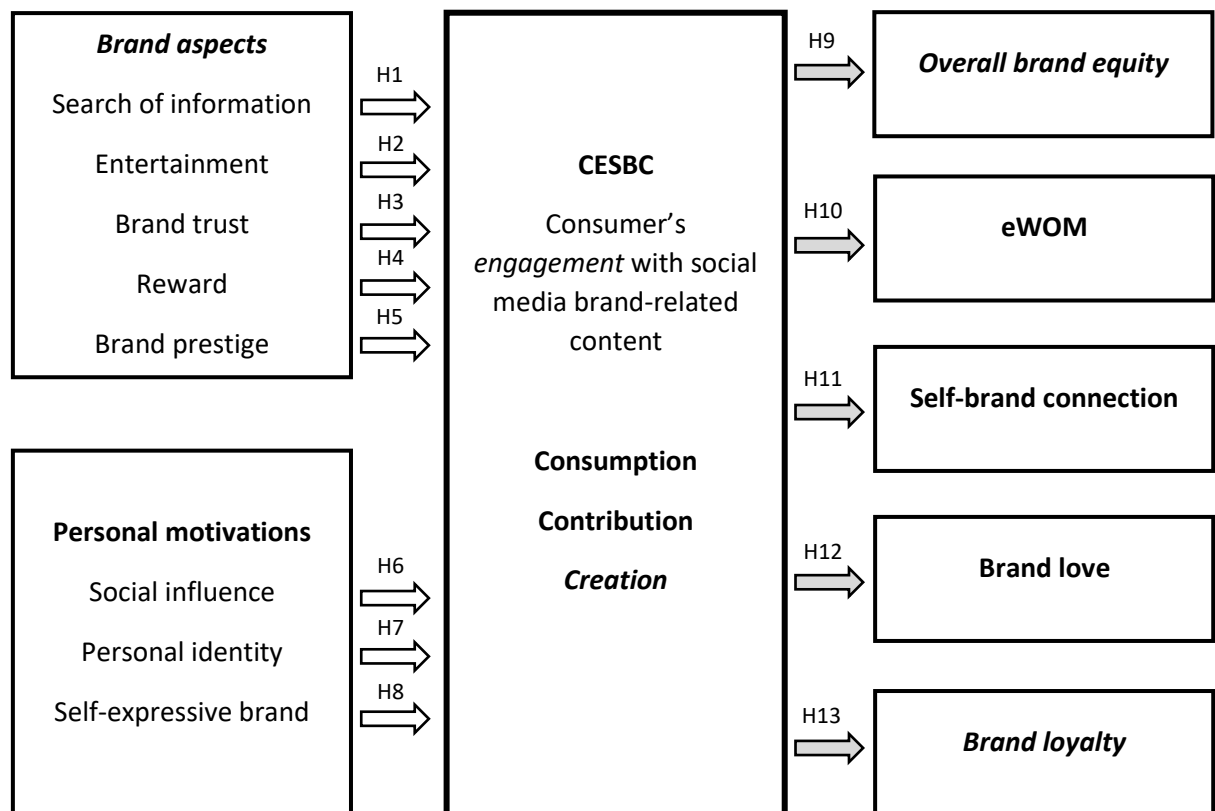 Brand aspects
Search of information
Entertainment
Brand trust
Reward
Brand prestige
Personal motivations
Social influence
Personal identity
Self-expressive brand
H1
H2
H3
H4
H5
H6
H7
H8
CESBC
Consumer’s
engagement with social
media brand-related
content
Consumption
Contribution
Creation
H9
H10
H11
H12
H13
Overall brand equity
eWOM
Self-brand connection
Brand love
Brand loyalty